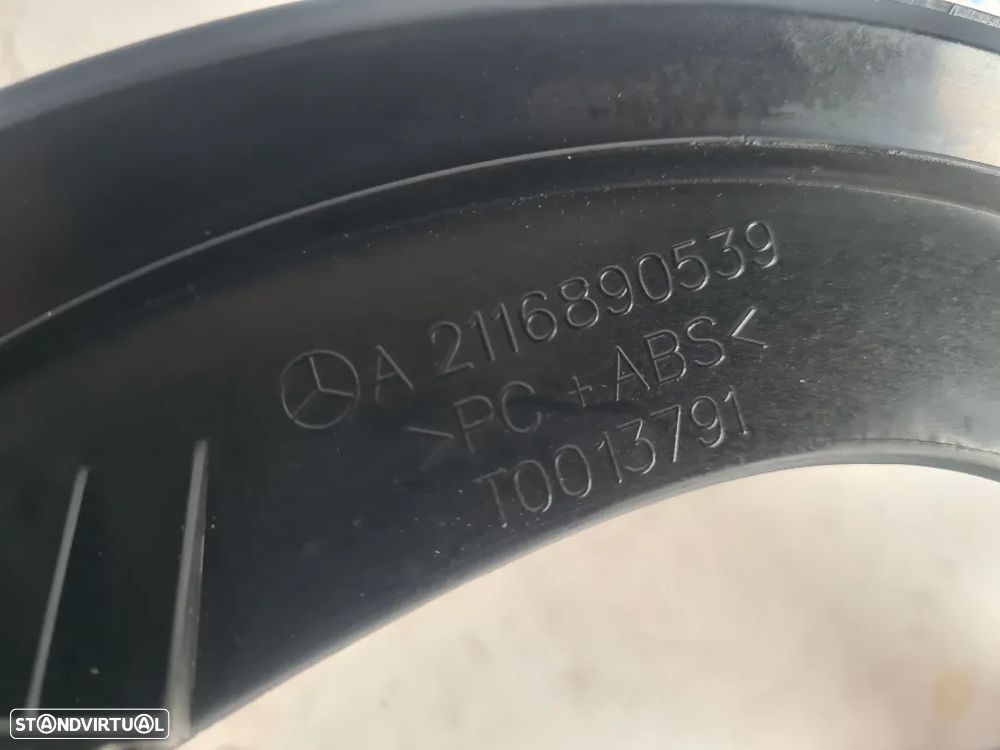 A 2116890539
>PC + ABS<
T0013791
STANDVIRTUAL